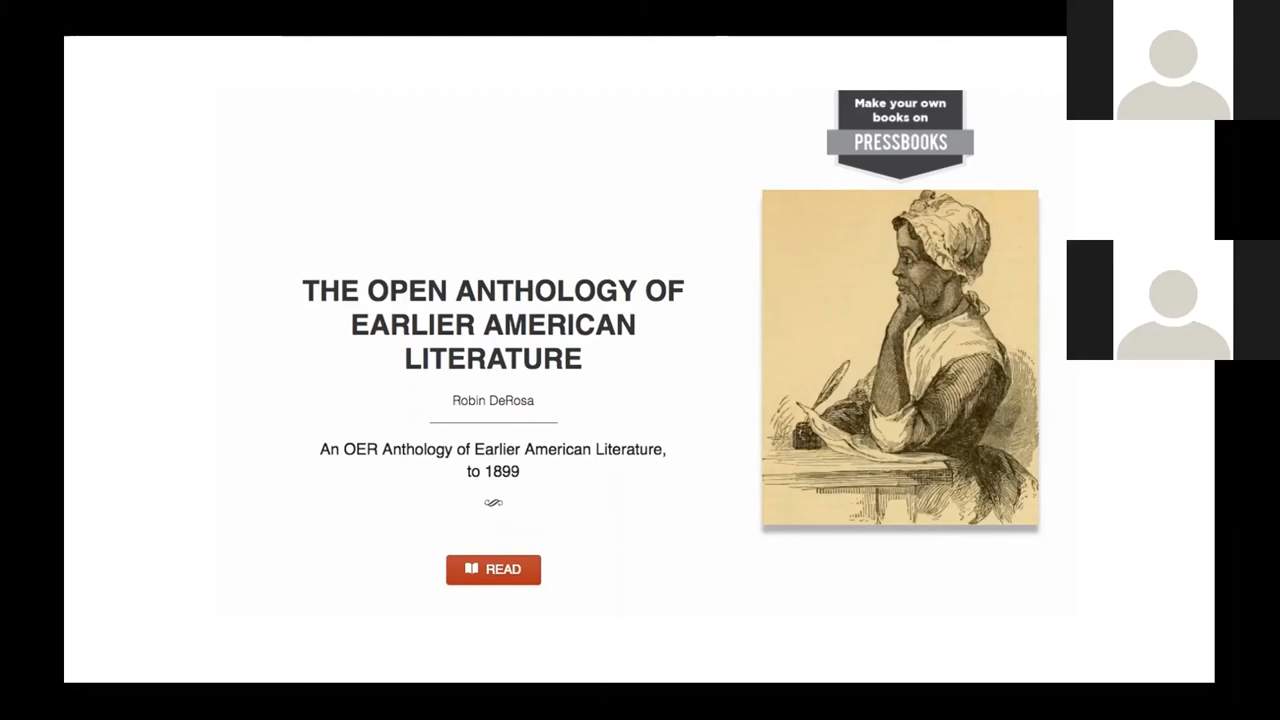 Make your own
books on
PRESSBOOKS
THE OPEN ANTHOLOGY OF
EARLIER AMERICAN
LITERATURE
Robin DeRosa
An OER Anthology of Earlier American Literature,
to 1899
READ